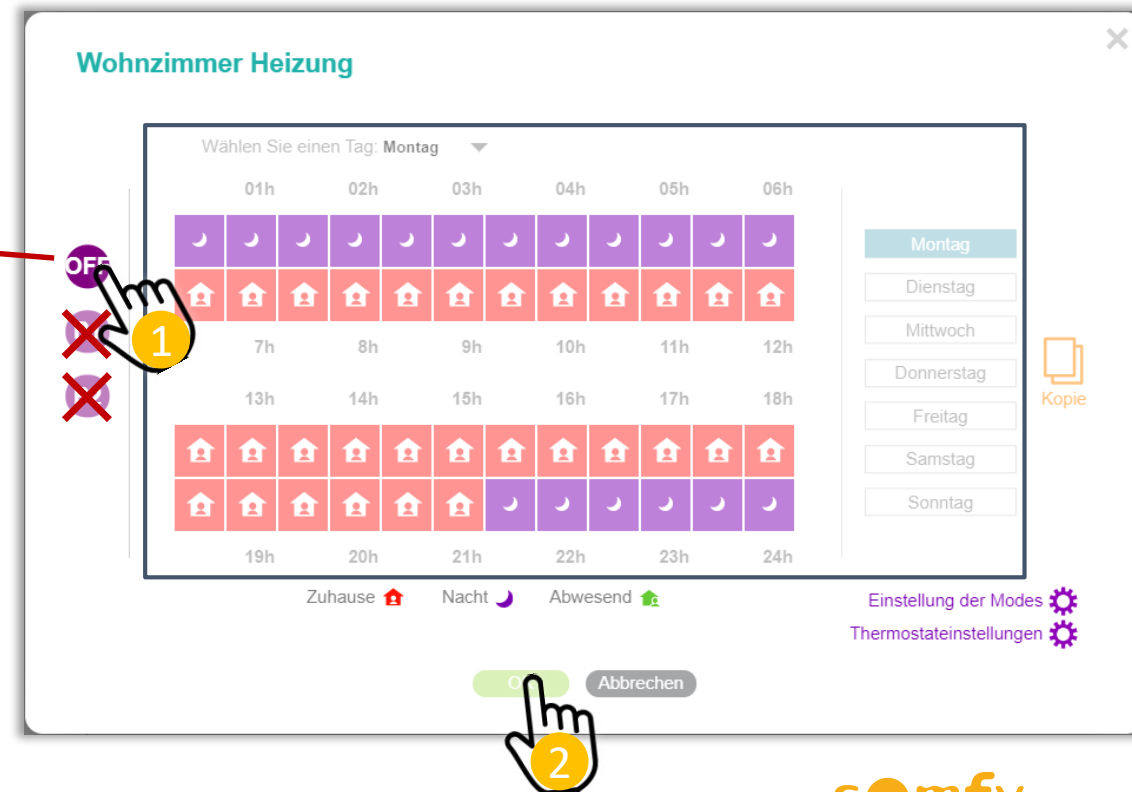 Wohnzimmer Heizung
Wählen Sie einen Tag: Montag
01h 02h 03h 04h 05h 06h
OFF
1
7h 8h 9h 10h 11h 12h
13h 14h 15h 16h 17h 18h
19h 20h 21h 22h 23h 24h
Montag
Dienstag
Mittwoch
Donnerstag
Freitag
Samstag
Sonntag
Kopie
Zuhause Nacht Abwesend
Einstellung der Modes
Thermostateinstellungen
Abbrechen
2
somfy